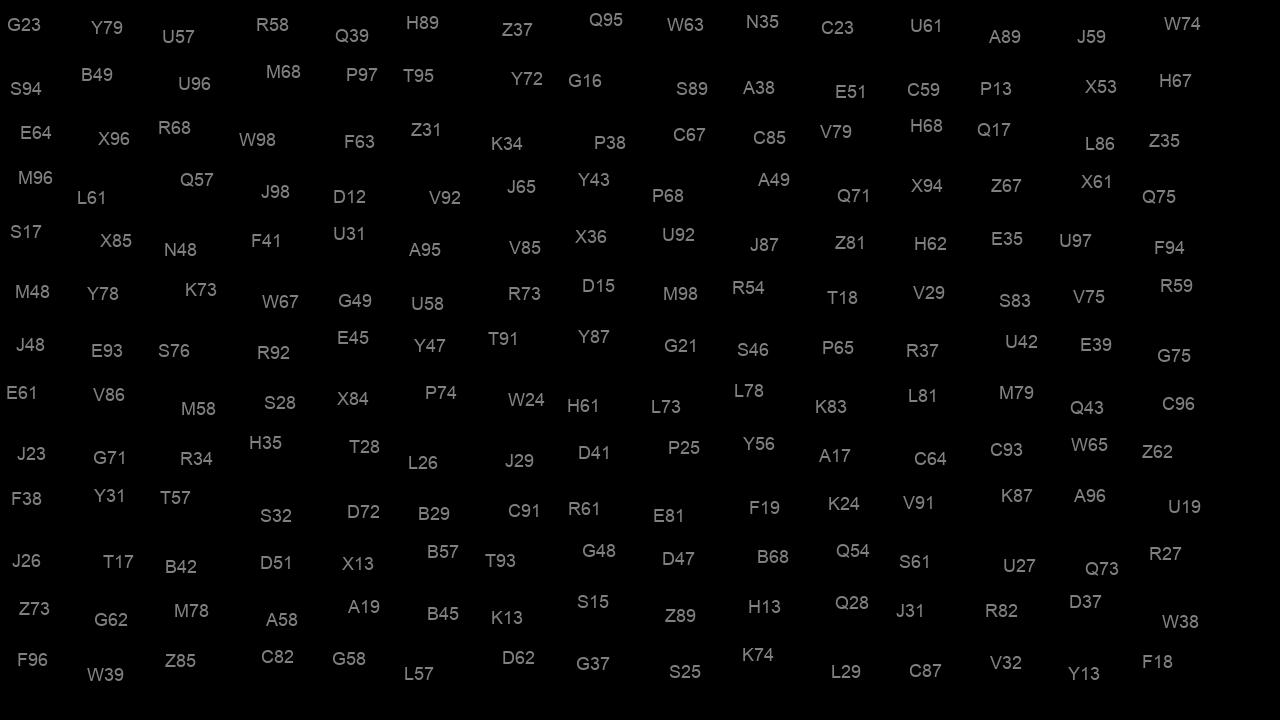 G23 Y79 U57 R58 Q39 H89 Z37 Q95 W63 N35 C23 U61 A89 J59 W74
S94 B49 U96 M68 P97 T95 Y72 G16 S89 A38 E51 C59 P13 X53 H67
E64 X96 R68 W98 F63 Z31 K34 P38 C67 C85 V79 H68 Q17 L86 Z35
M96 L61 Q57 J98 D12 V92 J65 Y43 P68 A49 Q71 X94 Z67 X61 Q75
S17 X85 N48 F41 U31 A95 V85 X36 U92 J87 Z81 H62 E35 U97 F94
M48 Y78 K73 W67 G49 U58 R73 D15 M98 R54 T18 V29 S83 V75 R59
J48 E93 S76 R92 E45 Y47 T91 Y87 G21 S46 P65 R37 U42 E39 G75
E61 V86 M58 S28 X84 P74 W24 H61 L73 L78 K83 L81 M79 Q43 C96
J23 G71 R34 H35 T28 L26 J29 D41 P25 Y56 A17 C64 C93 W65 Z62
F38 Y31 T57 S32 D72 B29 C91 R61 E81 F19 K24 V91 K87 A96 U19
J26 T17 B42 D51 X13 B57 T93 G48 D47 B68 Q54 S61 U27 Q73 R27
Z73 G62 M78 A58 A19 B45 K13 S15 Z89 H13 Q28 J31 R82 D37 W38
F96 W39 Z85 C82 G58 L57 D62 G37 S25 K74 L29 C87 V32 Y13 F18